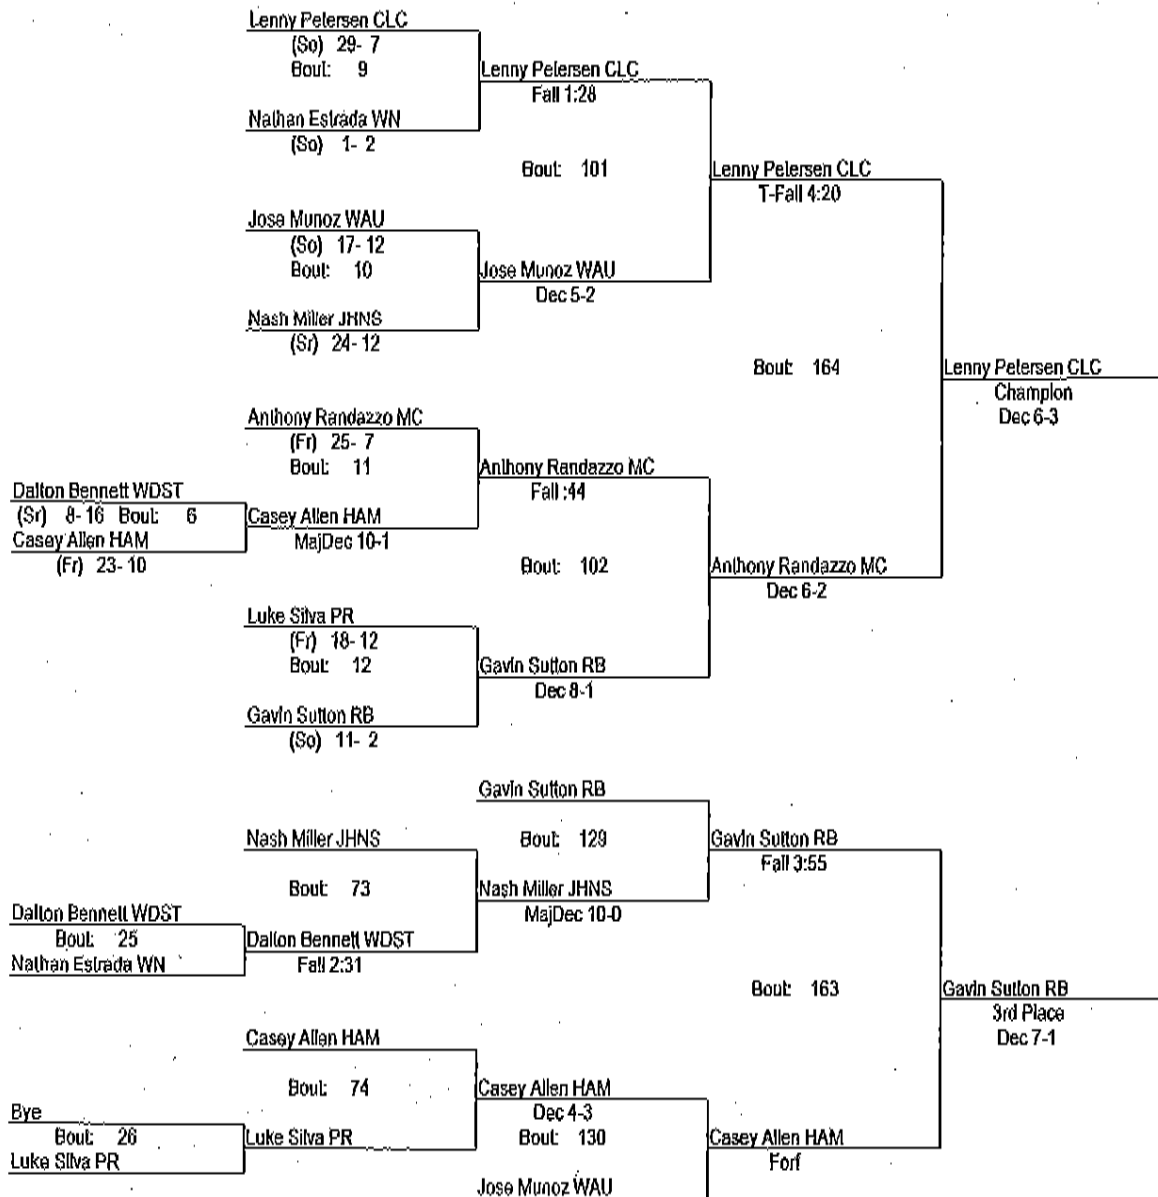 Lenny Petersen CLC
(So) 29- 7
Bout: 9
Lenny Petersen CLC
Fall 1:28
Nathan Estrada WN
(So) 1- 2
Bout: 101
Lenny Petersen CLC
T-Fall 4:20
Jose Munoz WAU
(So) 17- 12
Bout: 10
Jose Munoz WAU
Dec 5-2
Nash Miller JHNS
(Sr) 24- 12
Bout: 164
Lenny Petersen CLC
Champion
Dec 6-3
Anthony Randazzo MC
(Fr) 25- 7
Bout: 11
Anthony Randazzo MC
Fall :44
Dalton Bennett WDST
(Sr) 8- 16 Bout: 6
Casey Allen HAM
(Fr) 23- 10
Casey Allen HAM
MajDec 10-1
Bout: 102
Anthony Randazzo MC
Dec 6-2
Luke Silva PR
(Fr) 18- 12
Bout: 12
Gavin Sutton RB
Dec 8-1
Gavin Sutton RB
(So) 11- 2
Gavin Sutton RB
Bout: 129
Gavin Sutton RB
Fall 3:55
Nash Miller JHNS
Bout: 73
Nash Miller JHNS
MajDec 10-0
Dalton Bennett WDST
Bout: 25
Nathan Estrada WN
Dalton Bennett WDST
Fall 2:31
Bout: 163
Gavin Sutton RB
3rd Place
Dec 7-1
Casey Allen HAM
Bout: 74
Casey Allen HAM
Dec 4-3
Bye
Bout: 26
Luke Silva PR
Luke Silva PR
Bout: 130
Casey Allen HAM
Forf
Jose Munoz WAU